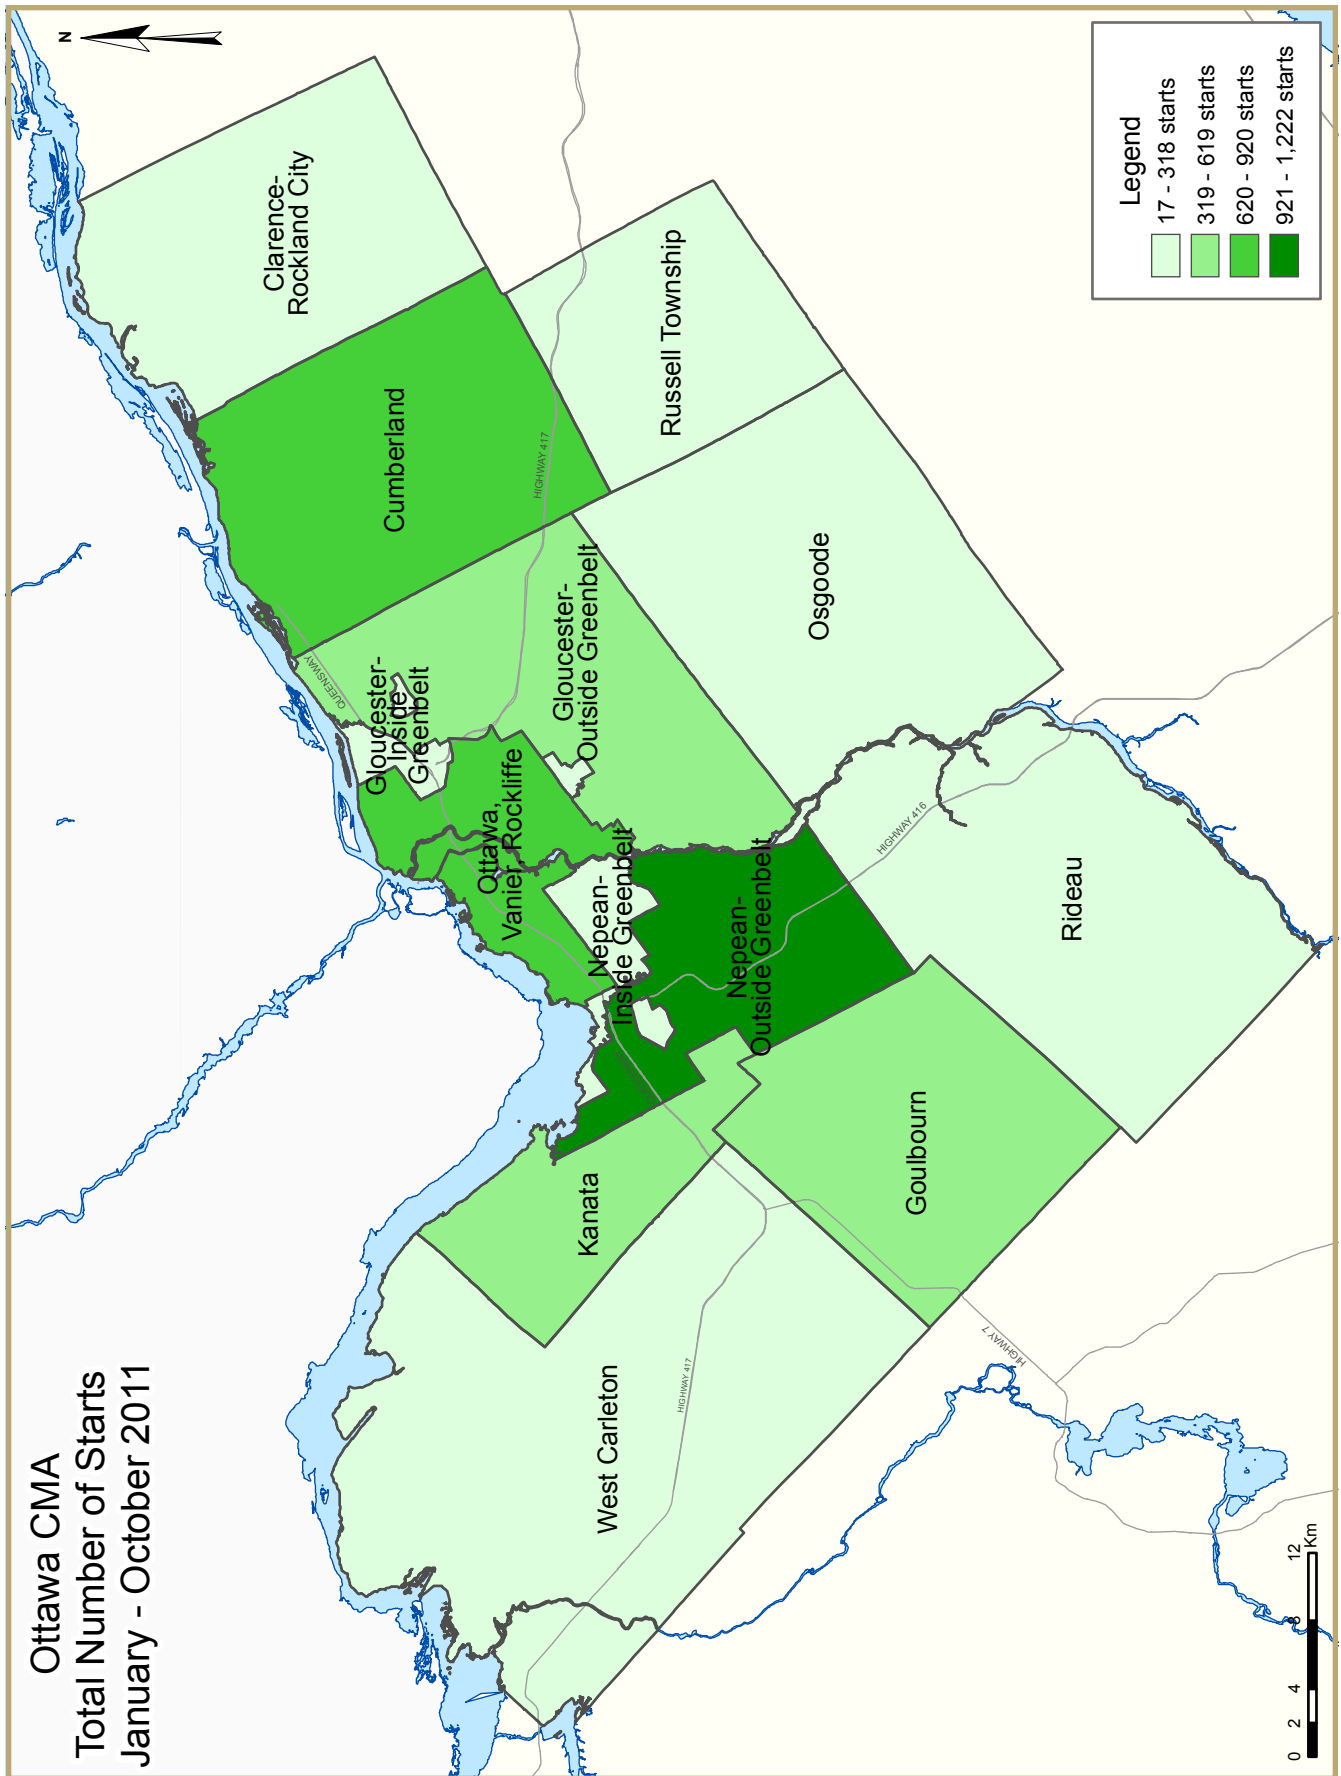 Ottawa CMA
Total Number of Starts
January - October 2011
N
Clarence-
Rockland City
Cumberland
Russell Township
HIGHWAY 417
QUEENSWAY
Gloucester-
Inside
Greenbelt
Gloucester-
Outside Greenbelt
Osgoode
Ottawa,
Vanier, Rockliffe
Nepean-
Inside Greenbelt
Nepean-
Outside Greenbelt
HIGHWAY 416
Rideau
Kanata
Goulbourn
West Carleton
HIGHWAY 417
HIGHWAY 7
Legend
17 - 318 starts
319 - 619 starts
620 - 920 starts
921 - 1,222 starts
0 2 4 8 12
Km